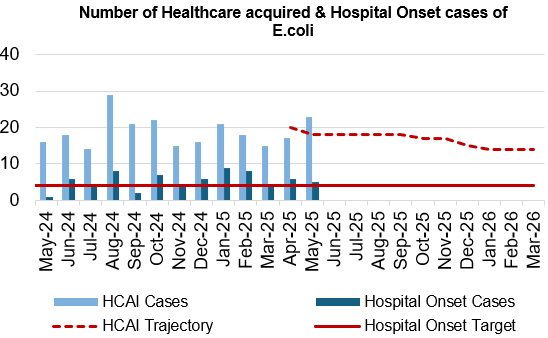 Number of Healthcare acquired & Hospital Onset cases of
E.coli
40
30
20
10
0
May-24
Jun-24
Jul-24
Aug-24
Sep-24
Oct-24
Nov-24
Dec-24
Jan-25
Feb-25
Mar-25
Apr-25
May-25
Jun-25
Jul-25
Aug-25
Sep-25
Oct-25
Nov-25
Dec-25
Jan-26
Feb-26
Mar-26
HCAI Cases
Hospital Onset Cases
HCAI Trajectory
Hospital Onset Target